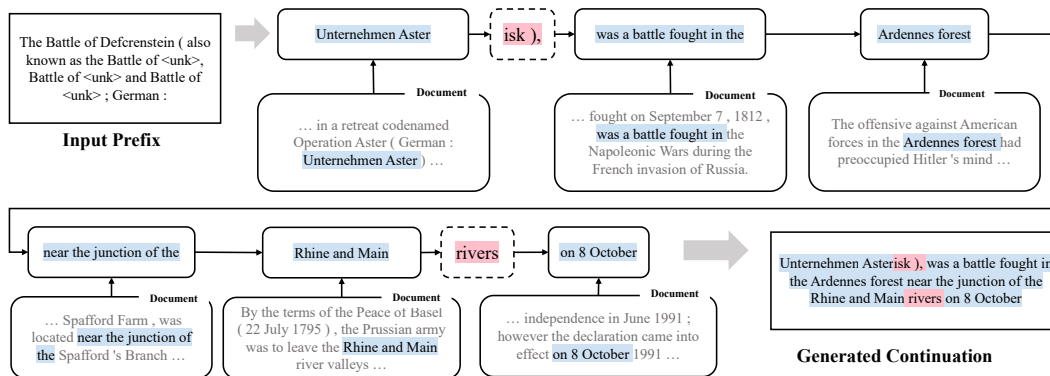 The Battle of Defcrenstein ( also
known as the Battle of <unk>,
Battle of <unk> and Battle of
<unk> ; German :
Input Prefix
Unternehmen Aster
isk ),
was a battle fought in the
Ardennes forest
Document
… in a retreat codenamed
Operation Aster ( German :
Unternehmen Aster ) …
Document
… fought on September 7 , 1812 ,
was a battle fought in the
Napoleonic Wars during the
French invasion of Russia.
Document
The offensive against American
forces in the Ardennes forest had
preoccupied Hitler 's mind …
near the junction of the
Rhine and Main
rivers
on 8 October
Document
… Spafford Farm , was
located near the junction of
the Spafford 's Branch …
Document
By the terms of the Peace of Basel
( 22 July 1795 ) , the Prussian army
was to leave the Rhine and Main
river valleys …
Document
… independence in June 1991 ;
however the declaration came into
effect on 8 October 1991 …
Unternehmen Asterisk ), was a battle fought in
the Ardennes forest near the junction of the
Rhine and Main rivers on 8 October
Generated Continuation